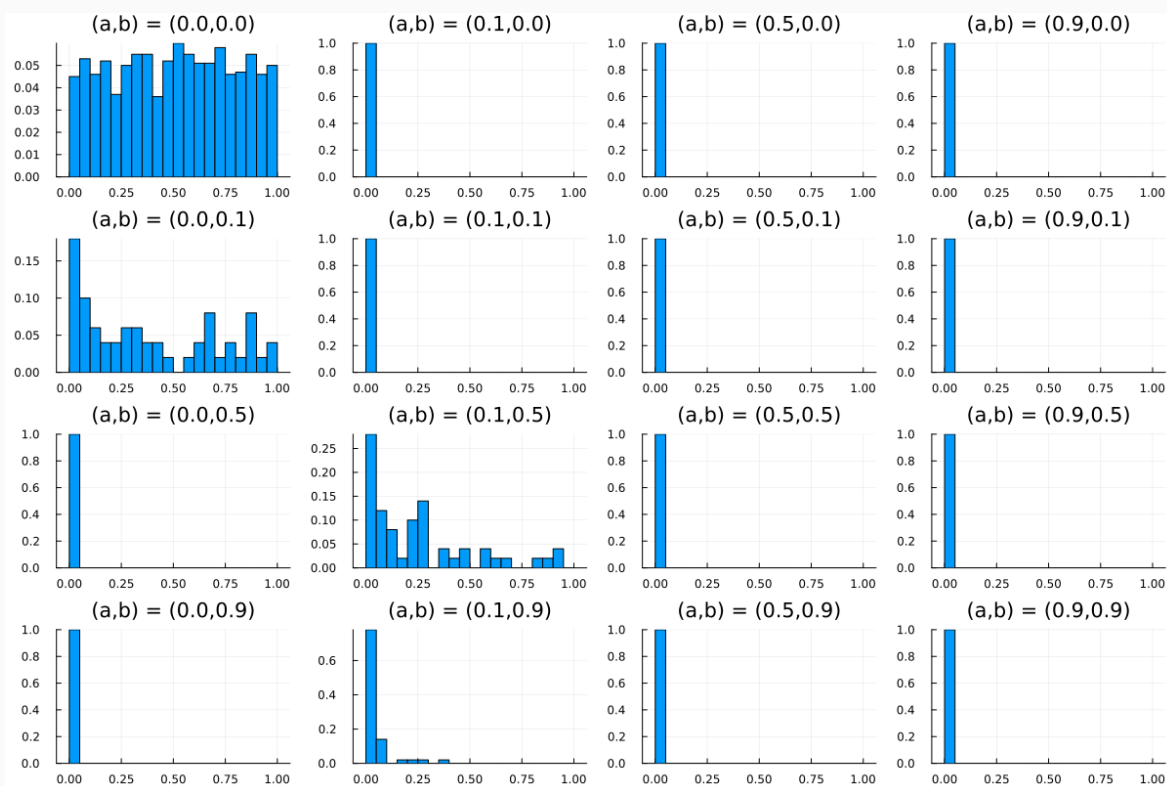 (a,b) = (0.0,0.0) (a,b) = (0.1,0.0) (a,b) = (0.5,0.0) (a,b) = (0.9,0.0)
0.05 1.0 1.0 1.0
0.04 0.8 0.8 0.8
0.03 0.6 0.6 0.6
0.02 0.4 0.4 0.4
0.01 0.2 0.2 0.2
0.00 0.0 0.0 0.0
0.00 0.25 0.50 0.75 1.00 0.00 0.25 0.50 0.75 1.00 0.00 0.25 0.50 0.75 1.00 0.00 0.25 0.50 0.75 1.00
(a,b) = (0.0,0.1) (a,b) = (0.1,0.1) (a,b) = (0.5,0.1) (a,b) = (0.9,0.1)
1.0 1.0 1.0
0.15 0.8 0.8 0.8
0.10 0.6 0.6 0.6
0.05 0.4 0.4 0.4
0.2 0.2 0.2
0.00 0.0 0.0 0.0
0.00 0.25 0.50 0.75 1.00 0.00 0.25 0.50 0.75 1.00 0.00 0.25 0.50 0.75 1.00 0.00 0.25 0.50 0.75 1.00
(a,b) = (0.0,0.5) (a,b) = (0.1,0.5) (a,b) = (0.5,0.5) (a,b) = (0.9,0.5)
1.0 0.25 1.0 1.0
0.8 0.20 0.8 0.8
0.6 0.15 0.6 0.6
0.4 0.10 0.4 0.4
0.2 0.05 0.2 0.2
0.0 0.00 0.0 0.0
0.00 0.25 0.50 0.75 1.00 0.00 0.25 0.50 0.75 1.00 0.00 0.25 0.50 0.75 1.00 0.00 0.25 0.50 0.75 1.00
(a,b) = (0.0,0.9) (a,b) = (0.1,0.9) (a,b) = (0.5,0.9) (a,b) = (0.9,0.9)
1.0 1.0 1.0
0.8 0.6 0.8 0.8
0.6 0.4 0.6 0.6
0.4 0.2 0.4 0.4
0.2 0.2 0.2
0.0 0.0 0.0 0.0
0.00 0.25 0.50 0.75 1.00 0.00 0.25 0.50 0.75 1.00 0.00 0.25 0.50 0.75 1.00 0.00 0.25 0.50 0.75 1.00